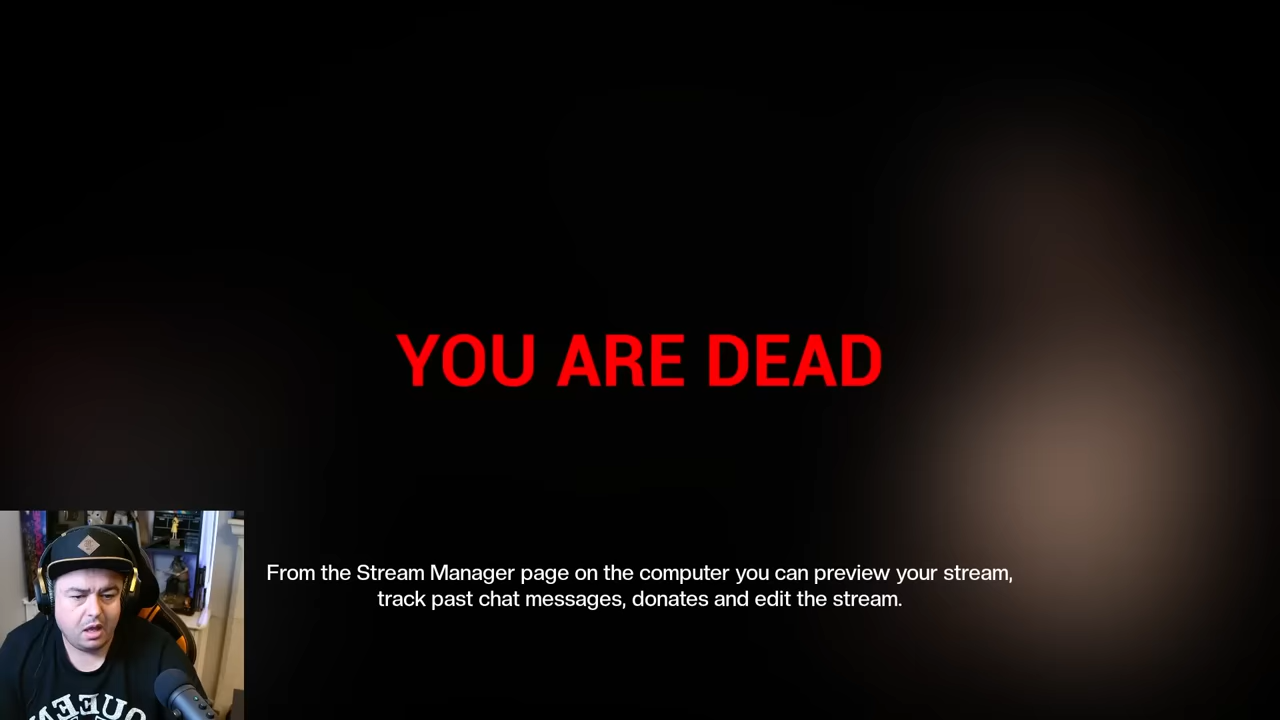 YOU ARE DEAD
From the Stream Manager page on the computer you can preview your stream,
track past chat messages, donates and edit the stream.
QUEEN